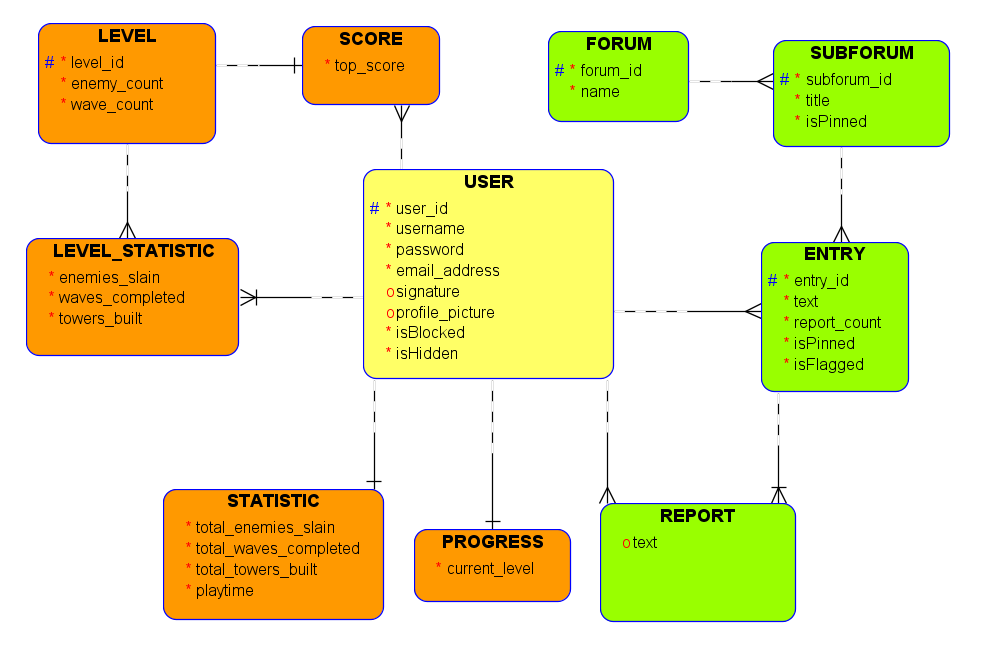 LEVEL
# * level_id
* enemy_count
* wave_count
SCORE
* top_score
FORUM
# * forum_id
* name
SUBFORUM
# * subforum_id
* title
* isPinned
USER
# * user_id
* username
* password
* email_address
o signature
o profile_picture
* isBlocked
* isHidden
LEVEL_STATISTIC
* enemies_slain
* waves_completed
* towers_built
ENTRY
# * entry_id
* text
* report_count
* isPinned
* isFlagged
STATISTIC
* total_enemies_slain
* total_waves_completed
* total_towers_built
* playtime
PROGRESS
* current_level
REPORT
o text